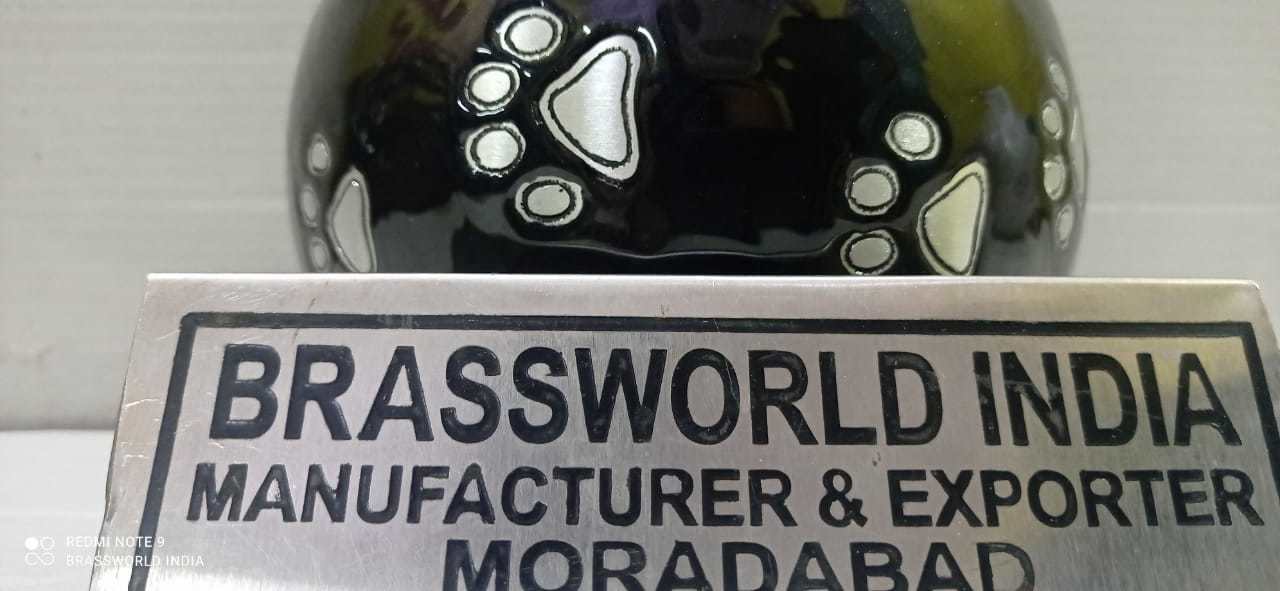 BRASSWORLD INDIA
MANUFACTURER & EXPORTER
MORADABAD
REDMI NOTE 9
BRASSWORLD INDIA